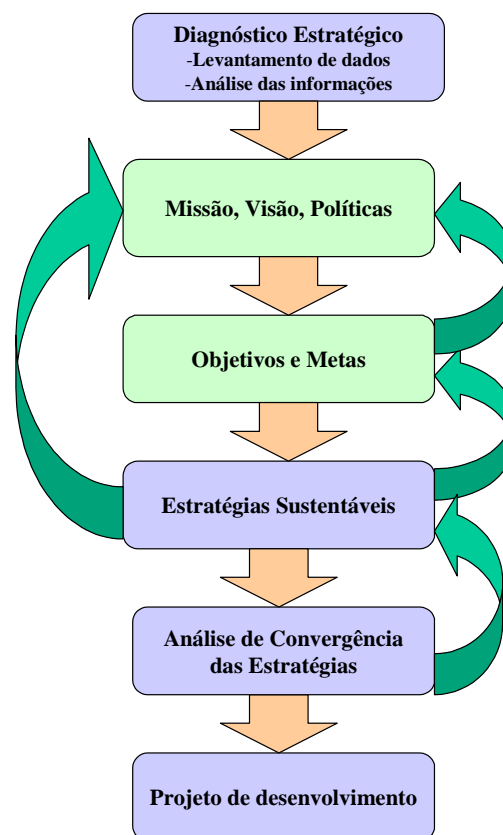 Diagnóstico Estratégico
-Levantamento de dados
-Análise das informações
Missão, Visão, Políticas
Objetivos e Metas
Estratégias Sustentáveis
Análise de Convergência
das Estratégias
Projeto de desenvolvimento